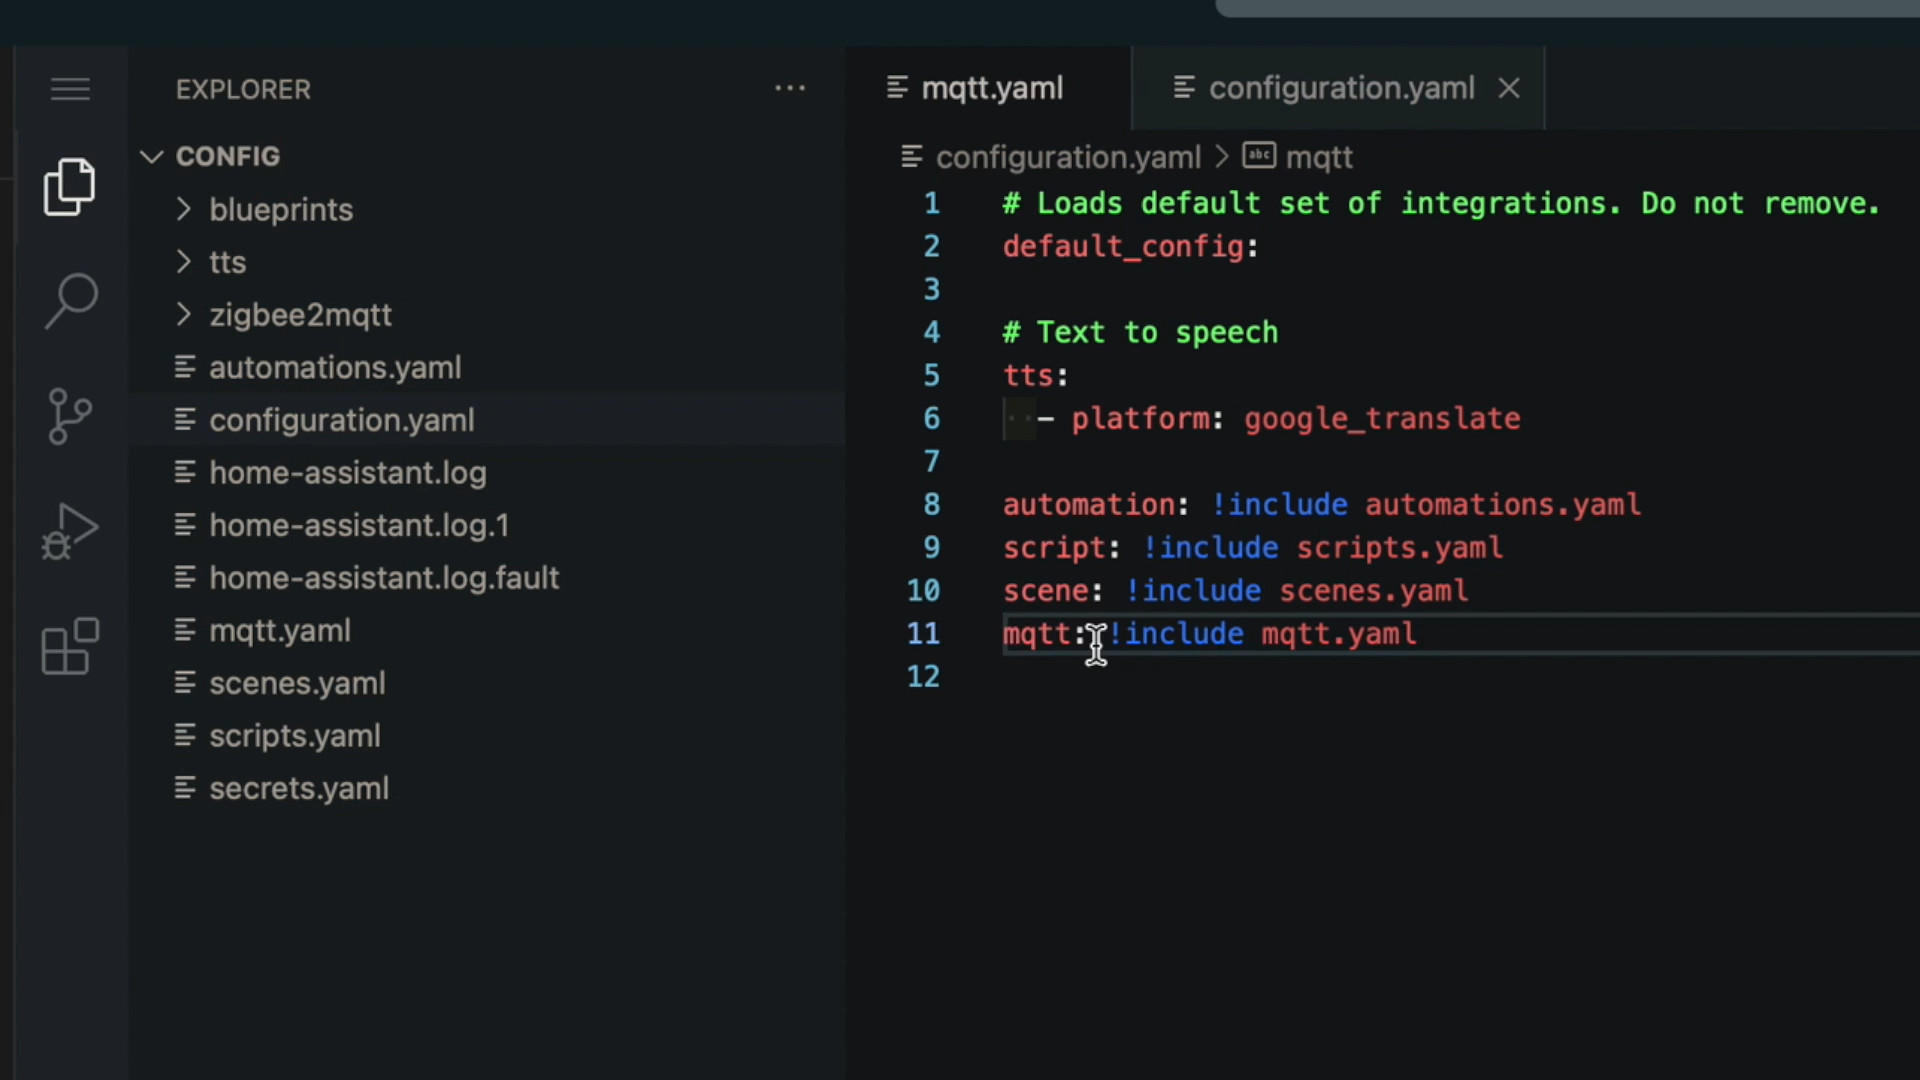 EXPLORER
CONFIG
blueprints
tts
zigbee2mqtt
automations.yaml
configuration.yaml
home-assistant.log
home-assistant.log.1
home-assistant.log.fault
mqtt.yaml
scenes.yaml
scripts.yaml
secrets.yaml
mqtt.yaml
configuration.yaml
configuration.yaml > abc mqtt
1 # Loads default set of integrations. Do not remove.
2 default_config:
3
4 # Text to speech
5 tts:
6 - platform: google_translate
7
8 automation: !include automations.yaml
9 script: !include scripts.yaml
10 scene: !include scenes.yaml
11 mqtt: !include mqtt.yaml
12